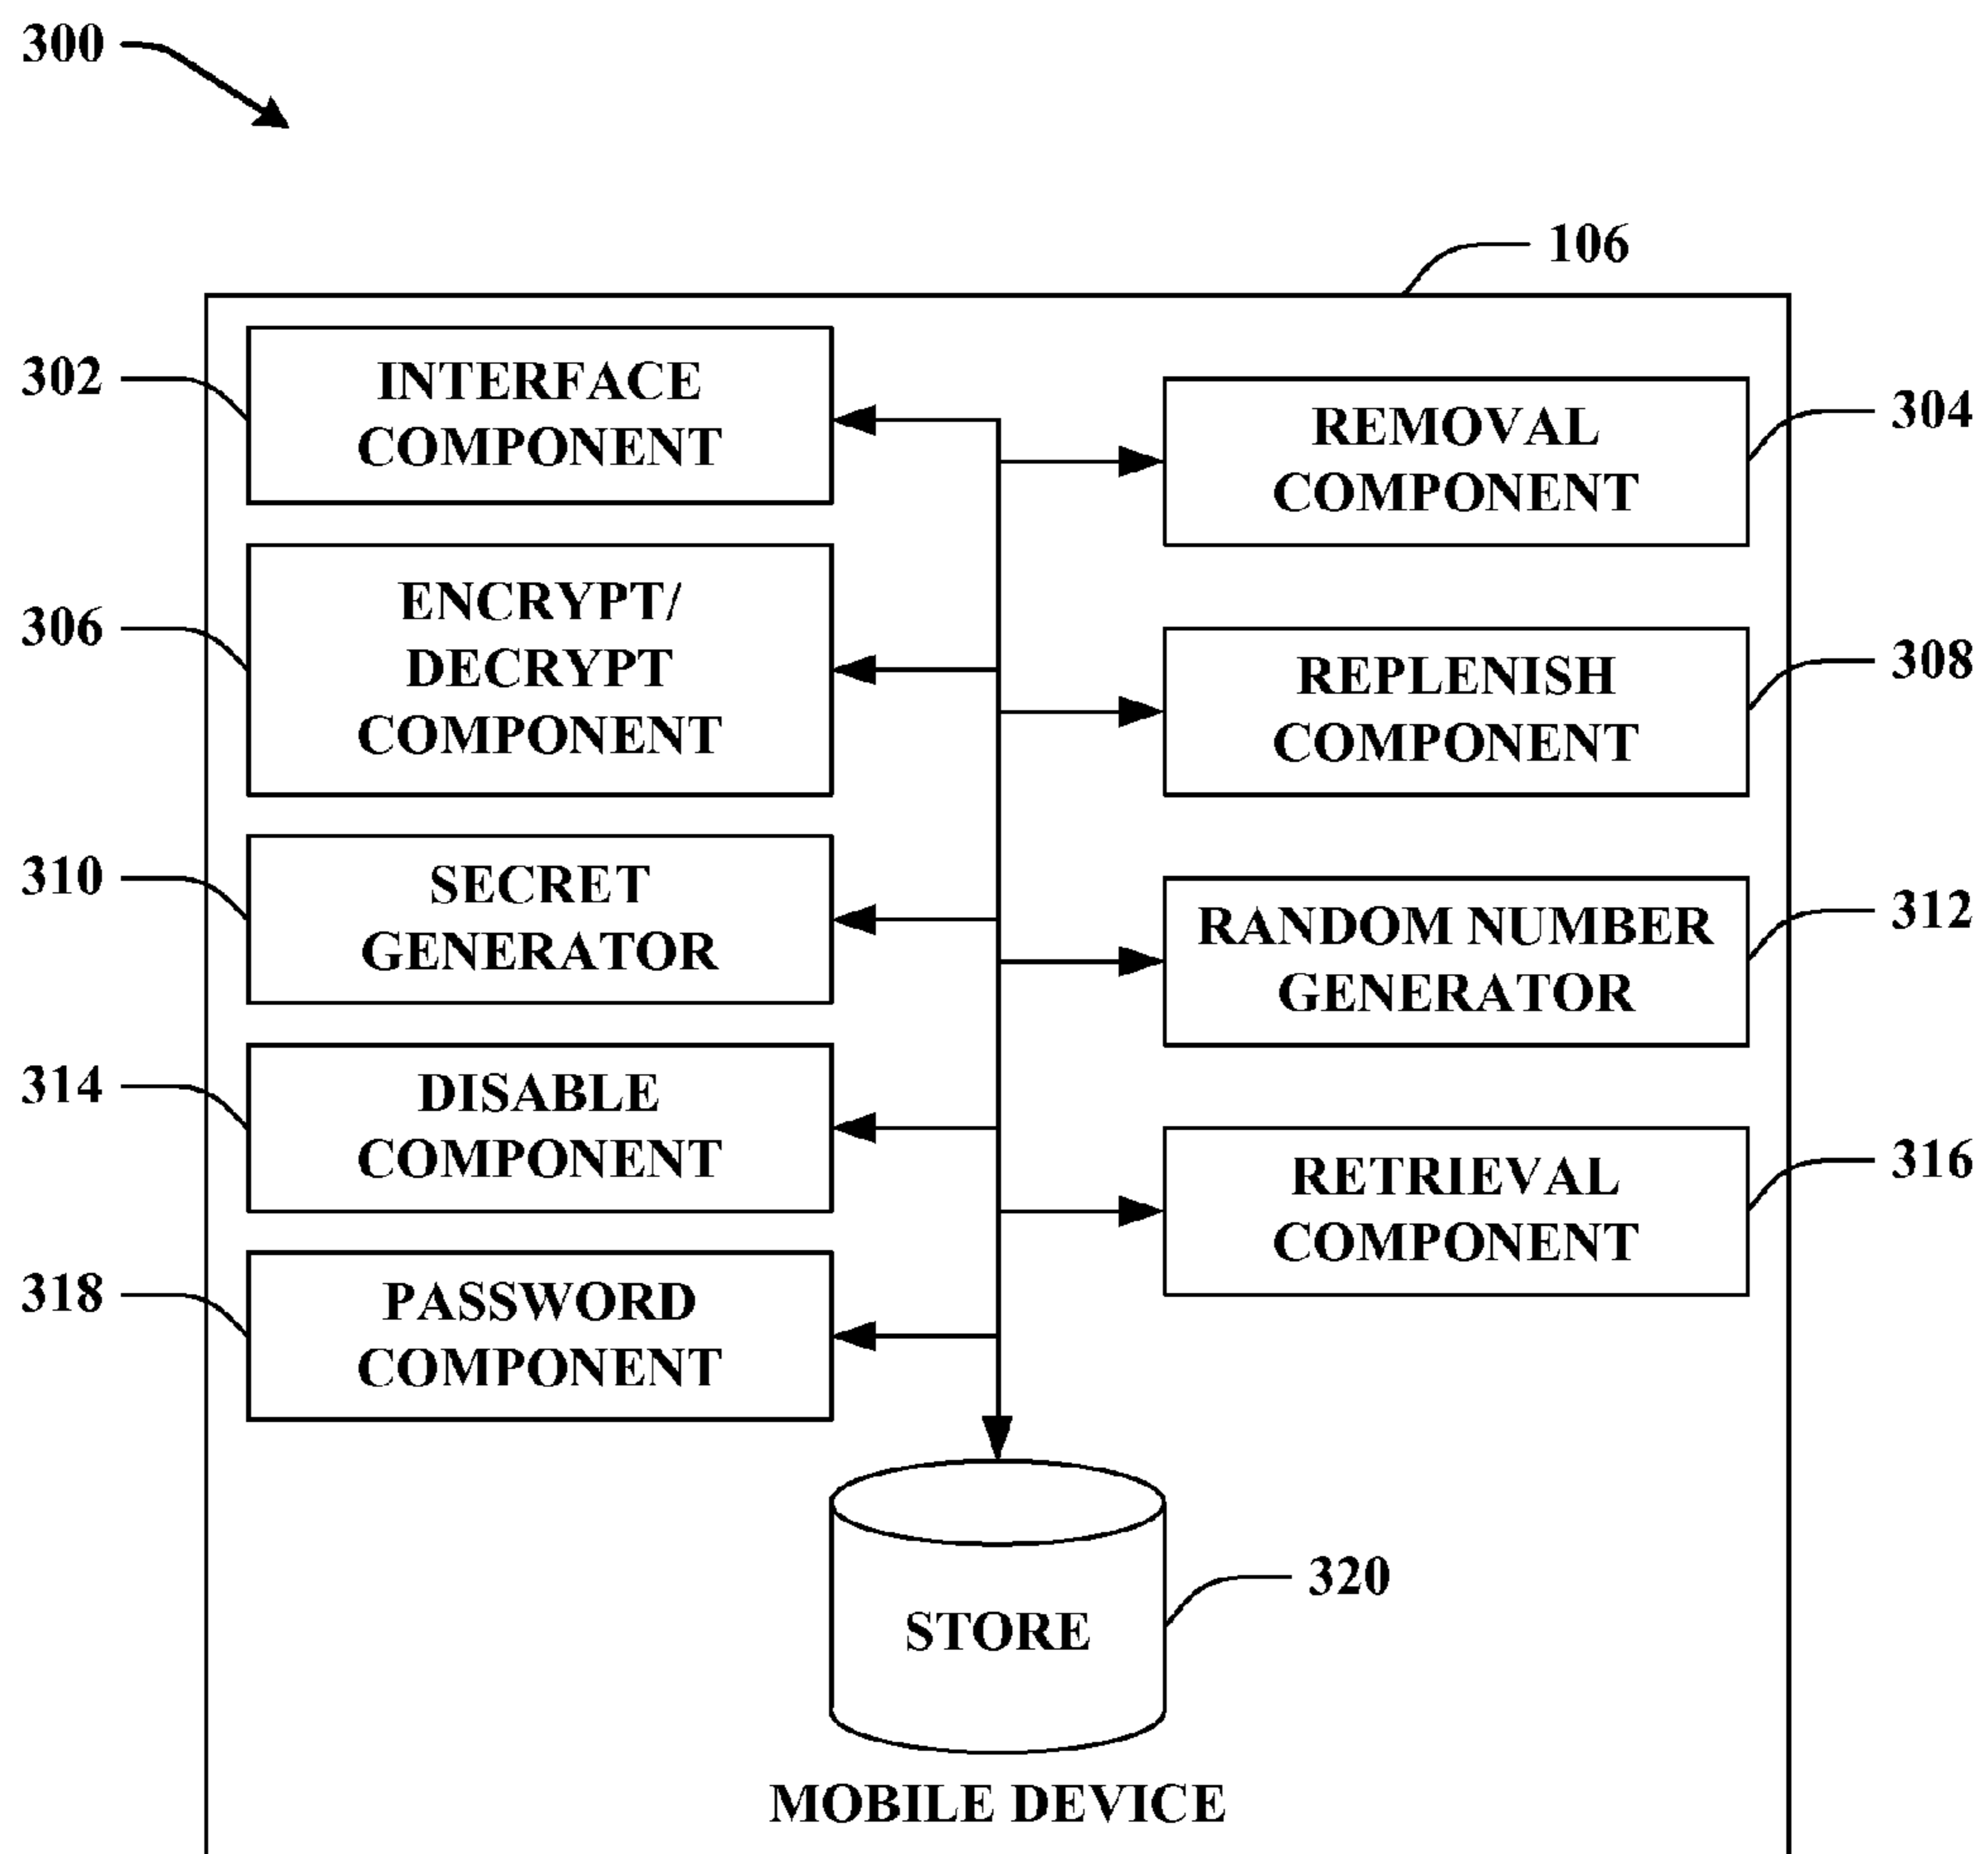 300
106
302
INTERFACE
COMPONENT
304
REMOVAL
COMPONENT
306
ENCRYPT/
DECRYPT
COMPONENT
308
REPLENISH
COMPONENT
310
SECRET
GENERATOR
312
RANDOM NUMBER
GENERATOR
314
DISABLE
COMPONENT
316
RETRIEVAL
COMPONENT
318
PASSWORD
COMPONENT
320
STORE
MOBILE DEVICE